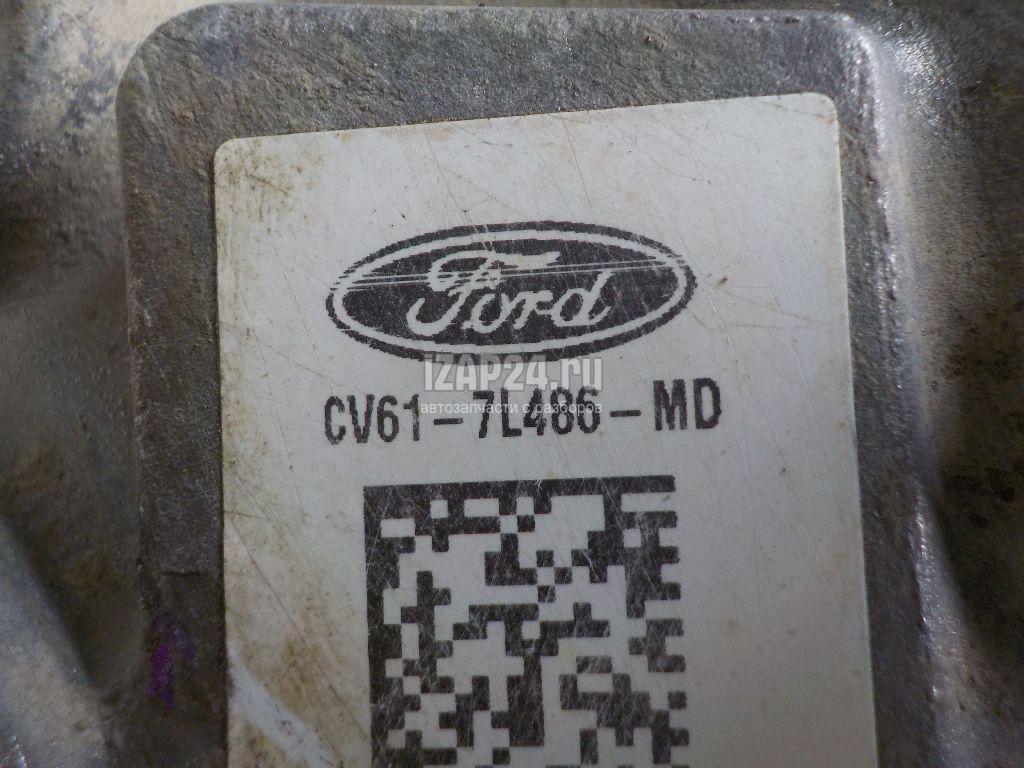 Ford
IZAP24.ru
автозапчасти с разборов
CV61-7L486-MD